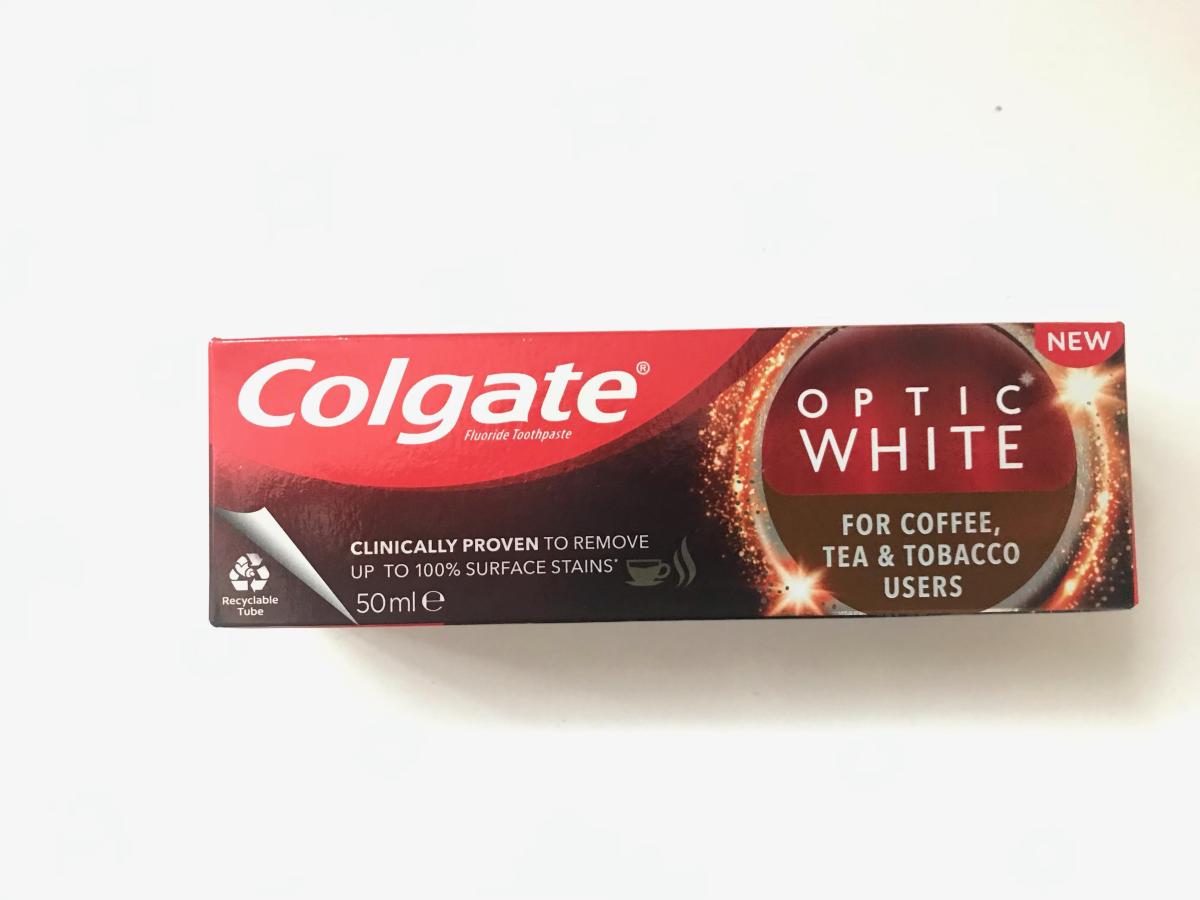 Colgate®
Fluoride Toothpaste
NEW
OPTIC
WHITE
FOR COFFEE,
TEA & TOBACCO
USERS
CLINICALLY PROVEN TO REMOVE
UP TO 100% SURFACE STAINS*
50ml ℮
Recyclable
Tube